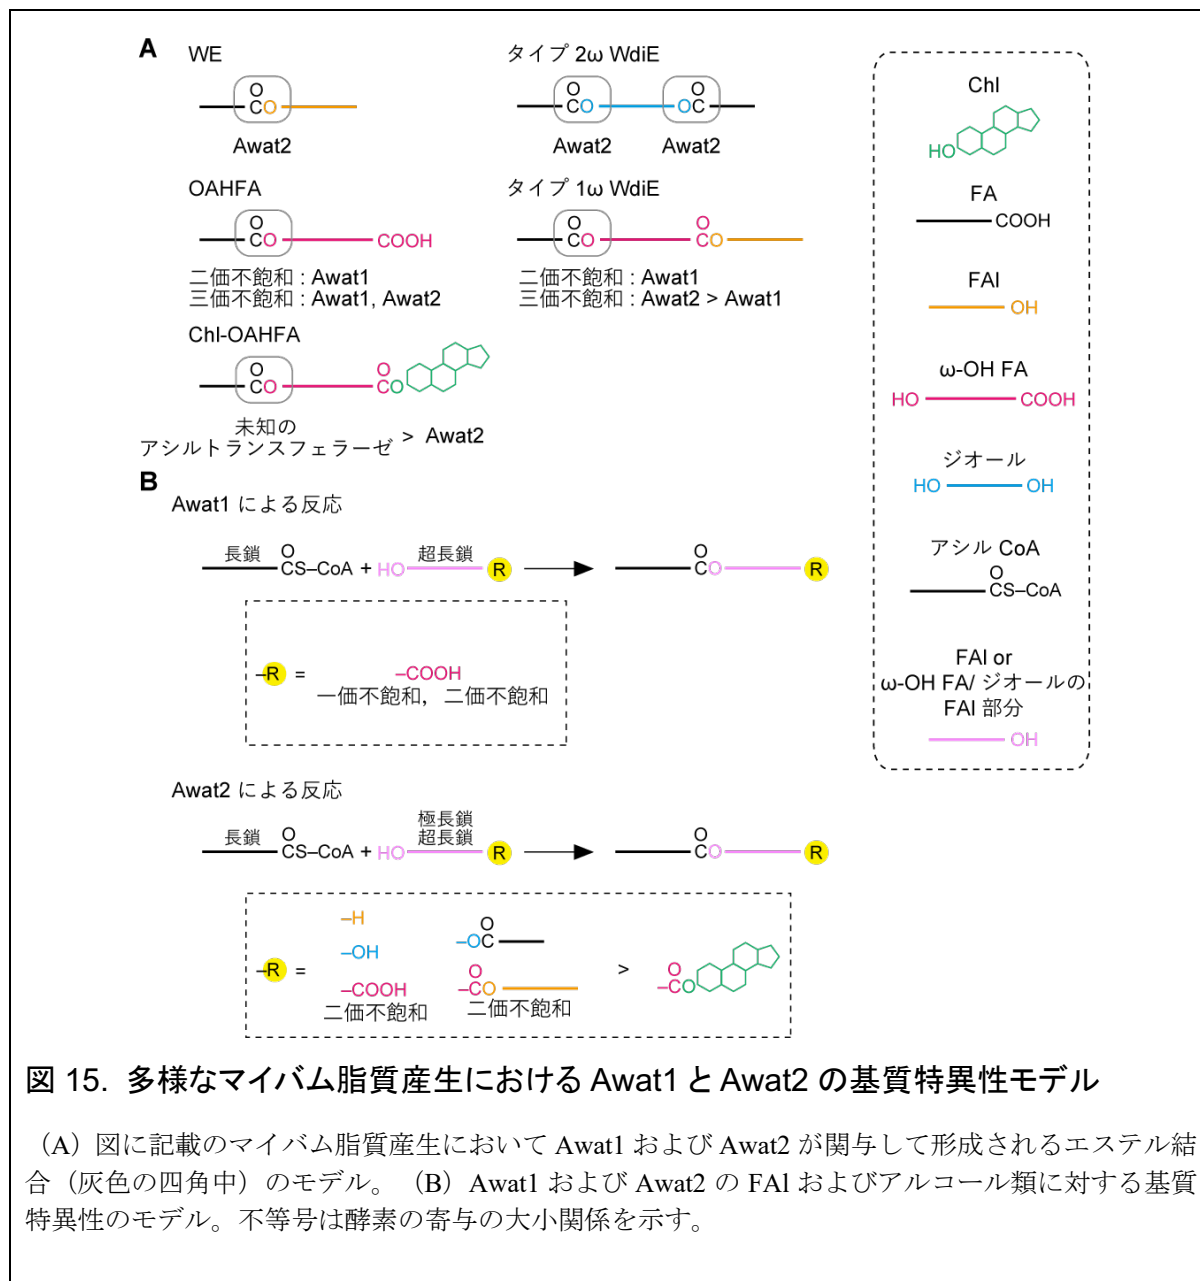 A
WE
O
CO
Awat2
タイプ 2ω WdiE
O
CO
O
OC
Awat2
Awat2
OAHFA
O
CO
COOH
二価不飽和 : Awat1
三価不飽和 : Awat1, Awat2
タイプ 1ω WdiE
O
CO
O
CO
二価不飽和 : Awat1
三価不飽和 : Awat2 > Awat1
Chl-OAHFA
O
CO
O
CO
未知の
アシルトランスフェラーゼ > Awat2
B
Awat1 による反応
長鎖
O
CS–CoA + HO
超長鎖
R
O
CO
R
–R =
–COOH
一価不飽和，二価不飽和
Awat2 による反応
長鎖
O
CS–CoA + HO
極長鎖
超長鎖
R
O
CO
R
–R =
–H
–OH
–COOH
二価不飽和
O
–OC
O
–CO
二価不飽和
>
O
–CO
Chl
HO
FA
COOH
FAl
OH
ω-OH FA
HO
COOH
ジオール
HO
OH
アシル CoA
O
CS–CoA
FAl or
ω-OH FA/ ジオールの
FAl 部分
OH
図 15. 多様なマイバム脂質産生における Awat1 と Awat2 の基質特異性モデル
（A）図に記載のマイバム脂質産生において Awat1 および Awat2 が関与して形成されるエステル結
合（灰色の四角中）のモデル。（B）Awat1 および Awat2 の FAl およびアルコール類に対する基質
特異性のモデル。不等号は酵素の寄与の大小関係を示す。